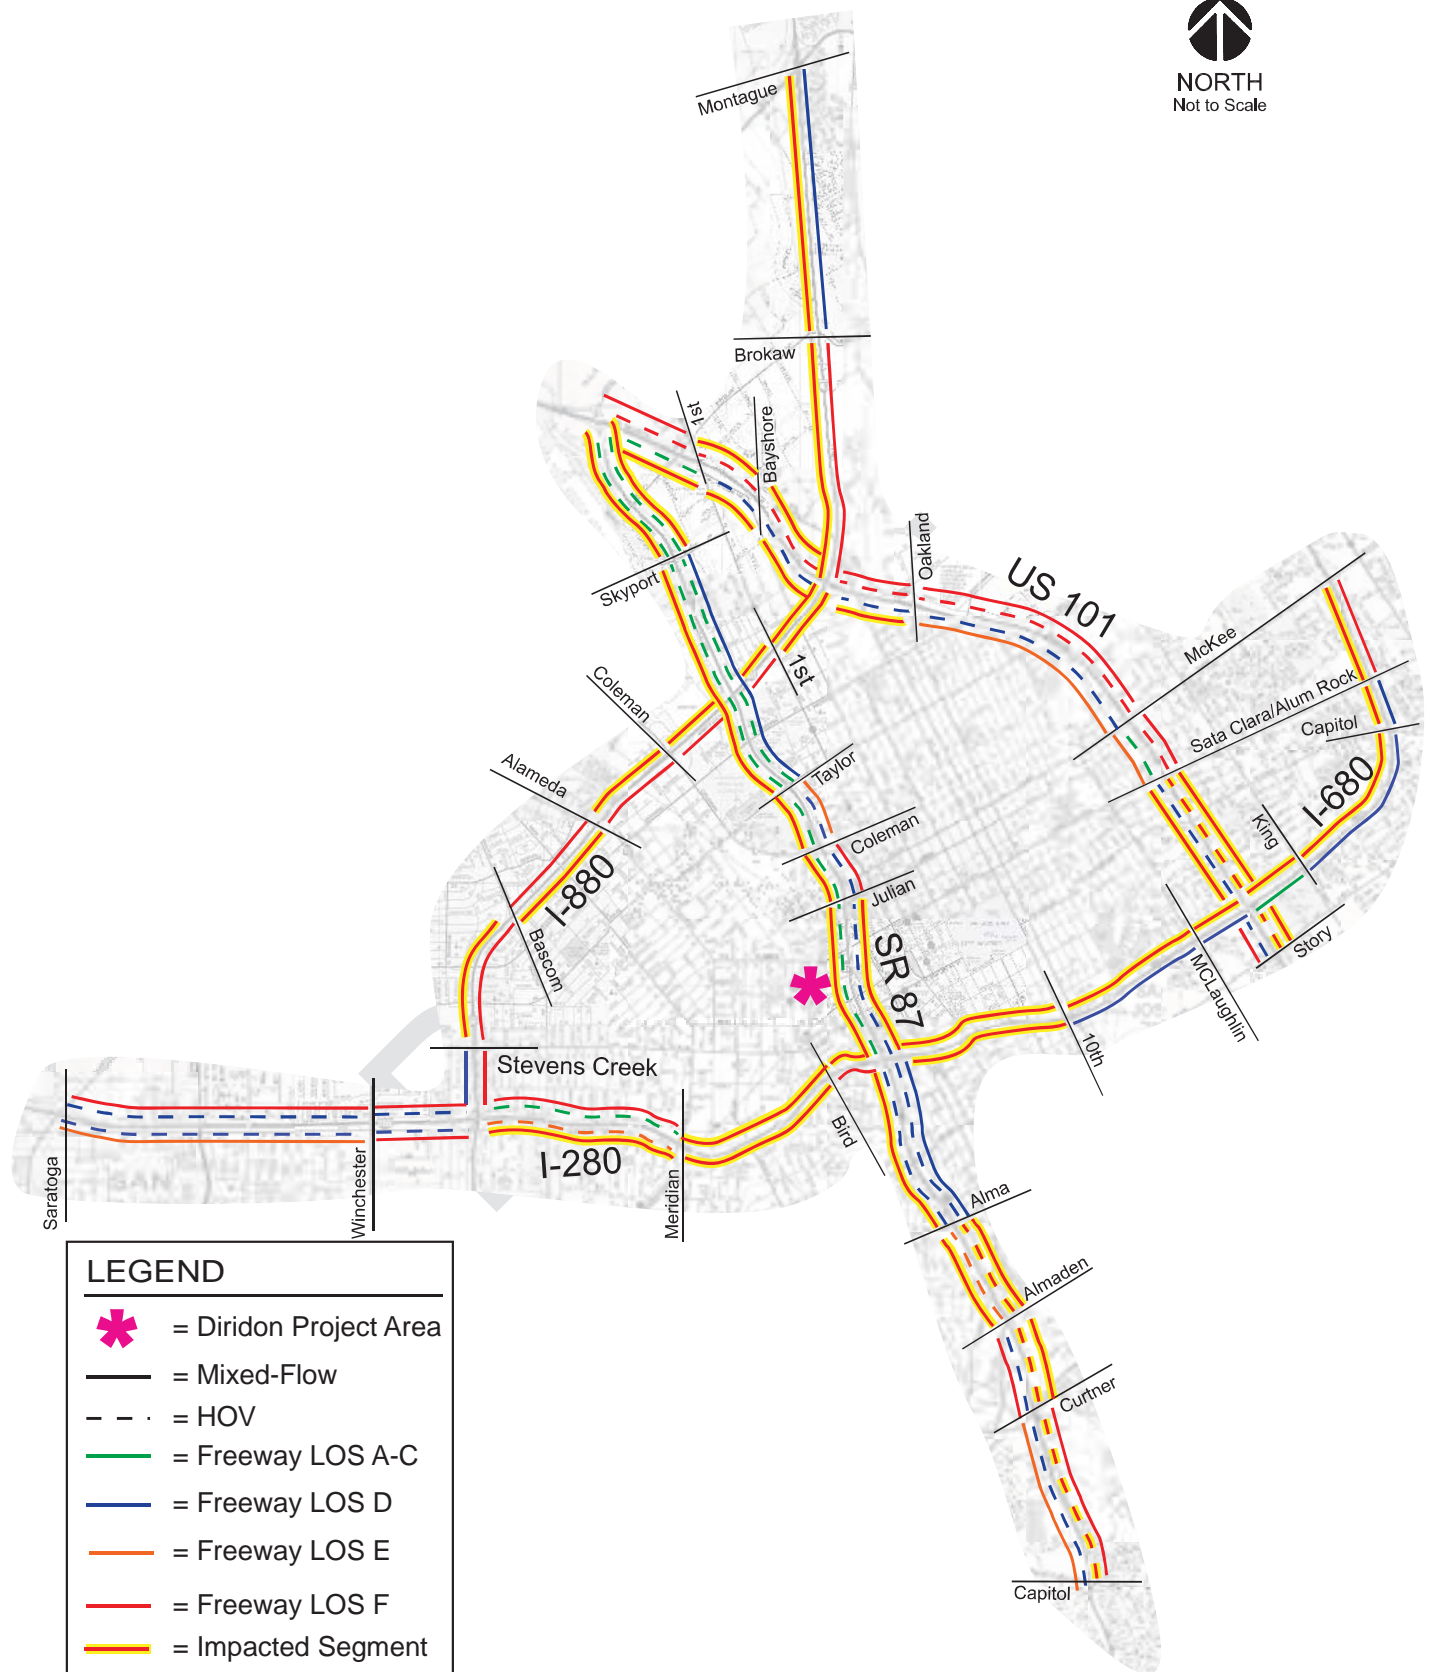 NORTH
Not to Scale
Montague
Brokaw
1st
Bayshore
Oakland
US 101
Skyport
McKee
1st
Coleman
Sata Clara/Alum Rock
Capitol
Alameda
Taylor
I-680
King
Coleman
I-880
Julian
Bascom
SR 87
Story
MCLaughlin
10th
Stevens Creek
Bird
I-280
Saratoga
Winchester
Meridian
Alma
Almaden
Curtner
Capitol
LEGEND
= Diridon Project Area
= Mixed-Flow
= HOV
= Freeway LOS A-C
= Freeway LOS D
= Freeway LOS E
= Freeway LOS F
= Impacted Segment